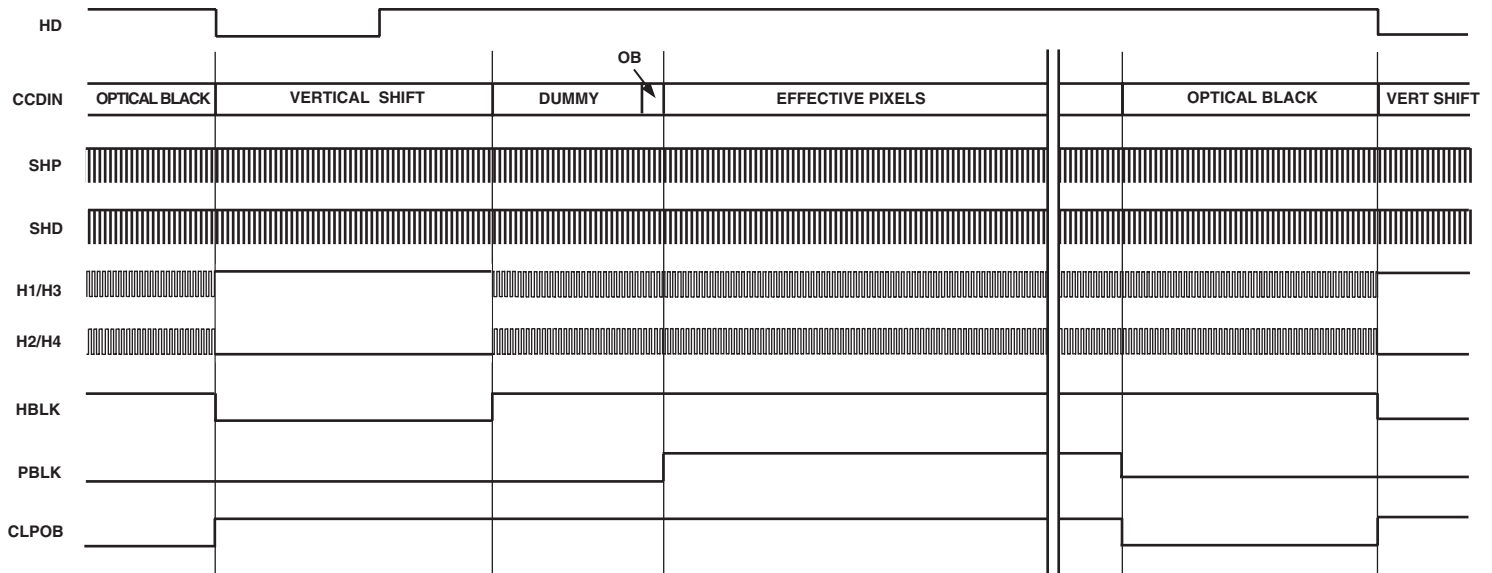 HD
OB
CCDIN OPTICAL BLACK VERTICAL SHIFT DUMMY EFFECTIVE PIXELS OPTICAL BLACK VERT SHIFT
SHP
SHD
H1/H3
H2/H4
HBLK
PBLK
CLPOB